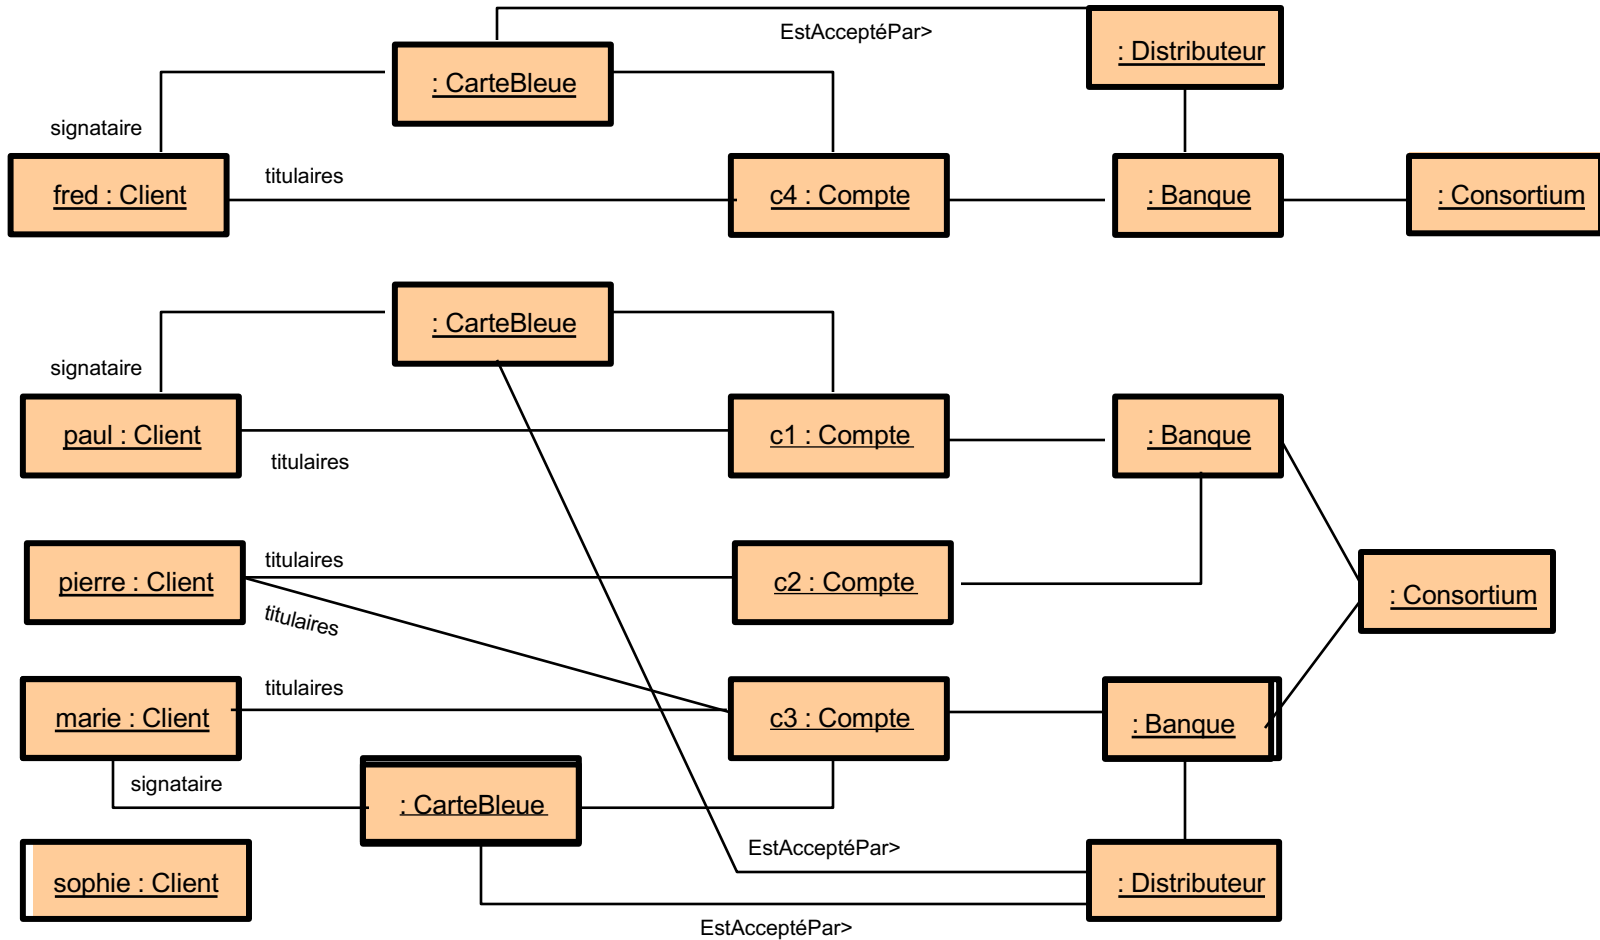 EstAcceptéPar>
: Distributeur
: CarteBleue
signataire
titulaires
fred : Client
c4 : Compte
: Banque
: Consortium
: CarteBleue
signataire
paul : Client
c1 : Compte
: Banque
titulaires
titulaires
pierre : Client
c2 : Compte
: Consortium
titulaires
titulaires
marie : Client
c3 : Compte
: Banque
signataire
: CarteBleue
EstAcceptéPar>
sophie : Client
: Distributeur
EstAcceptéPar>